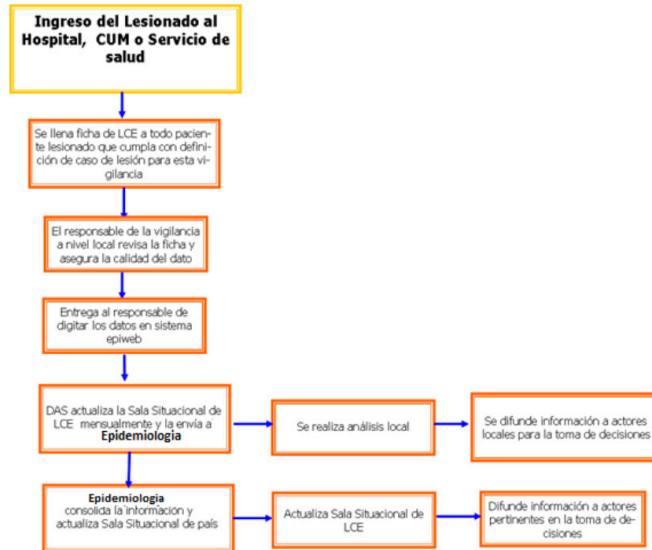 Ingreso del Lesionado al
Hospital, CUM o Servicio de
salud
Se llena ficha de LCE a todo pacien-
te lesionado que cumpla con defini-
ción de caso de lesión para esta vi-
gilancia
El responsable de la vigilancia
a nivel local revisa la ficha y
asegura la calidad del dato
Entrega al responsable de
digitar los datos en sistema
epiweb
DAS actualiza la Sala Situacional de
LCE mensualmente y la envía a
Epidemiologia
Se realiza análisis local
Se difunde información a actores
locales para la toma de decisiones
Epidemiologia
consolida la información y
actualiza Sala Situacional de país
Actualiza Sala Situacional de
LCE
Difunde información a actores
pertinentes en la toma de de-
cisiones